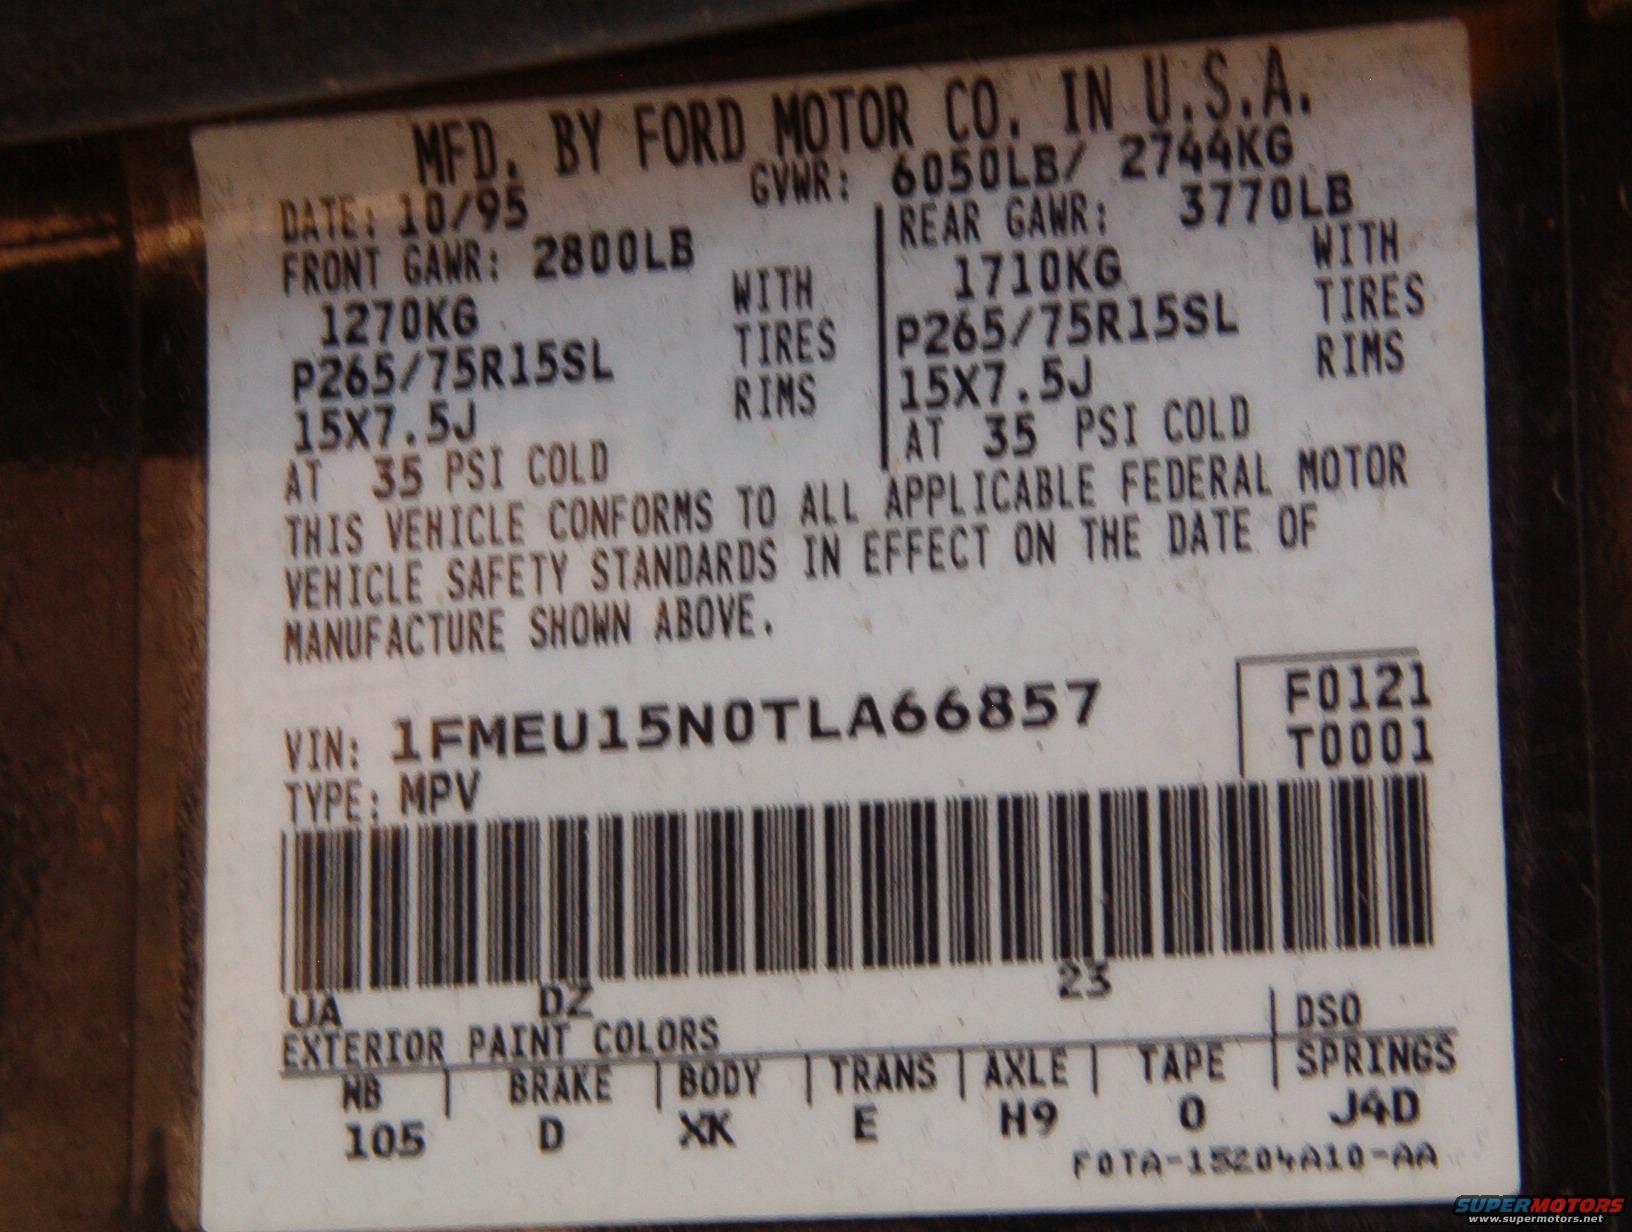 MFD. BY FORD MOTOR CO. IN U.S.A.
DATE: 10/95 GVWR: 6050LB/ 2744KG
FRONT GAWR: 2800LB
1270KG WITH
P265/75R15SL TIRES
15X7.5J RIMS
AT 35 PSI COLD
REAR GAWR: 3770LB
1710KG WITH
P265/75R15SL TIRES
15X7.5J RIMS
AT 35 PSI COLD
THIS VEHICLE CONFORMS TO ALL APPLICABLE FEDERAL MOTOR
VEHICLE SAFETY STANDARDS IN EFFECT ON THE DATE OF
MANUFACTURE SHOWN ABOVE.
VIN: 1FMEU15N0TLA66857
TYPE: MPV
F0121
T0001
UA DZ 23
EXTERIOR PAINT COLORS DSO
WB BRAKE BODY TRANS AXLE TAPE SPRINGS
105 D XK E H9 0 J4D
F0TA-15204A10-AA
SUPERMOTORS
www.supermotors.net